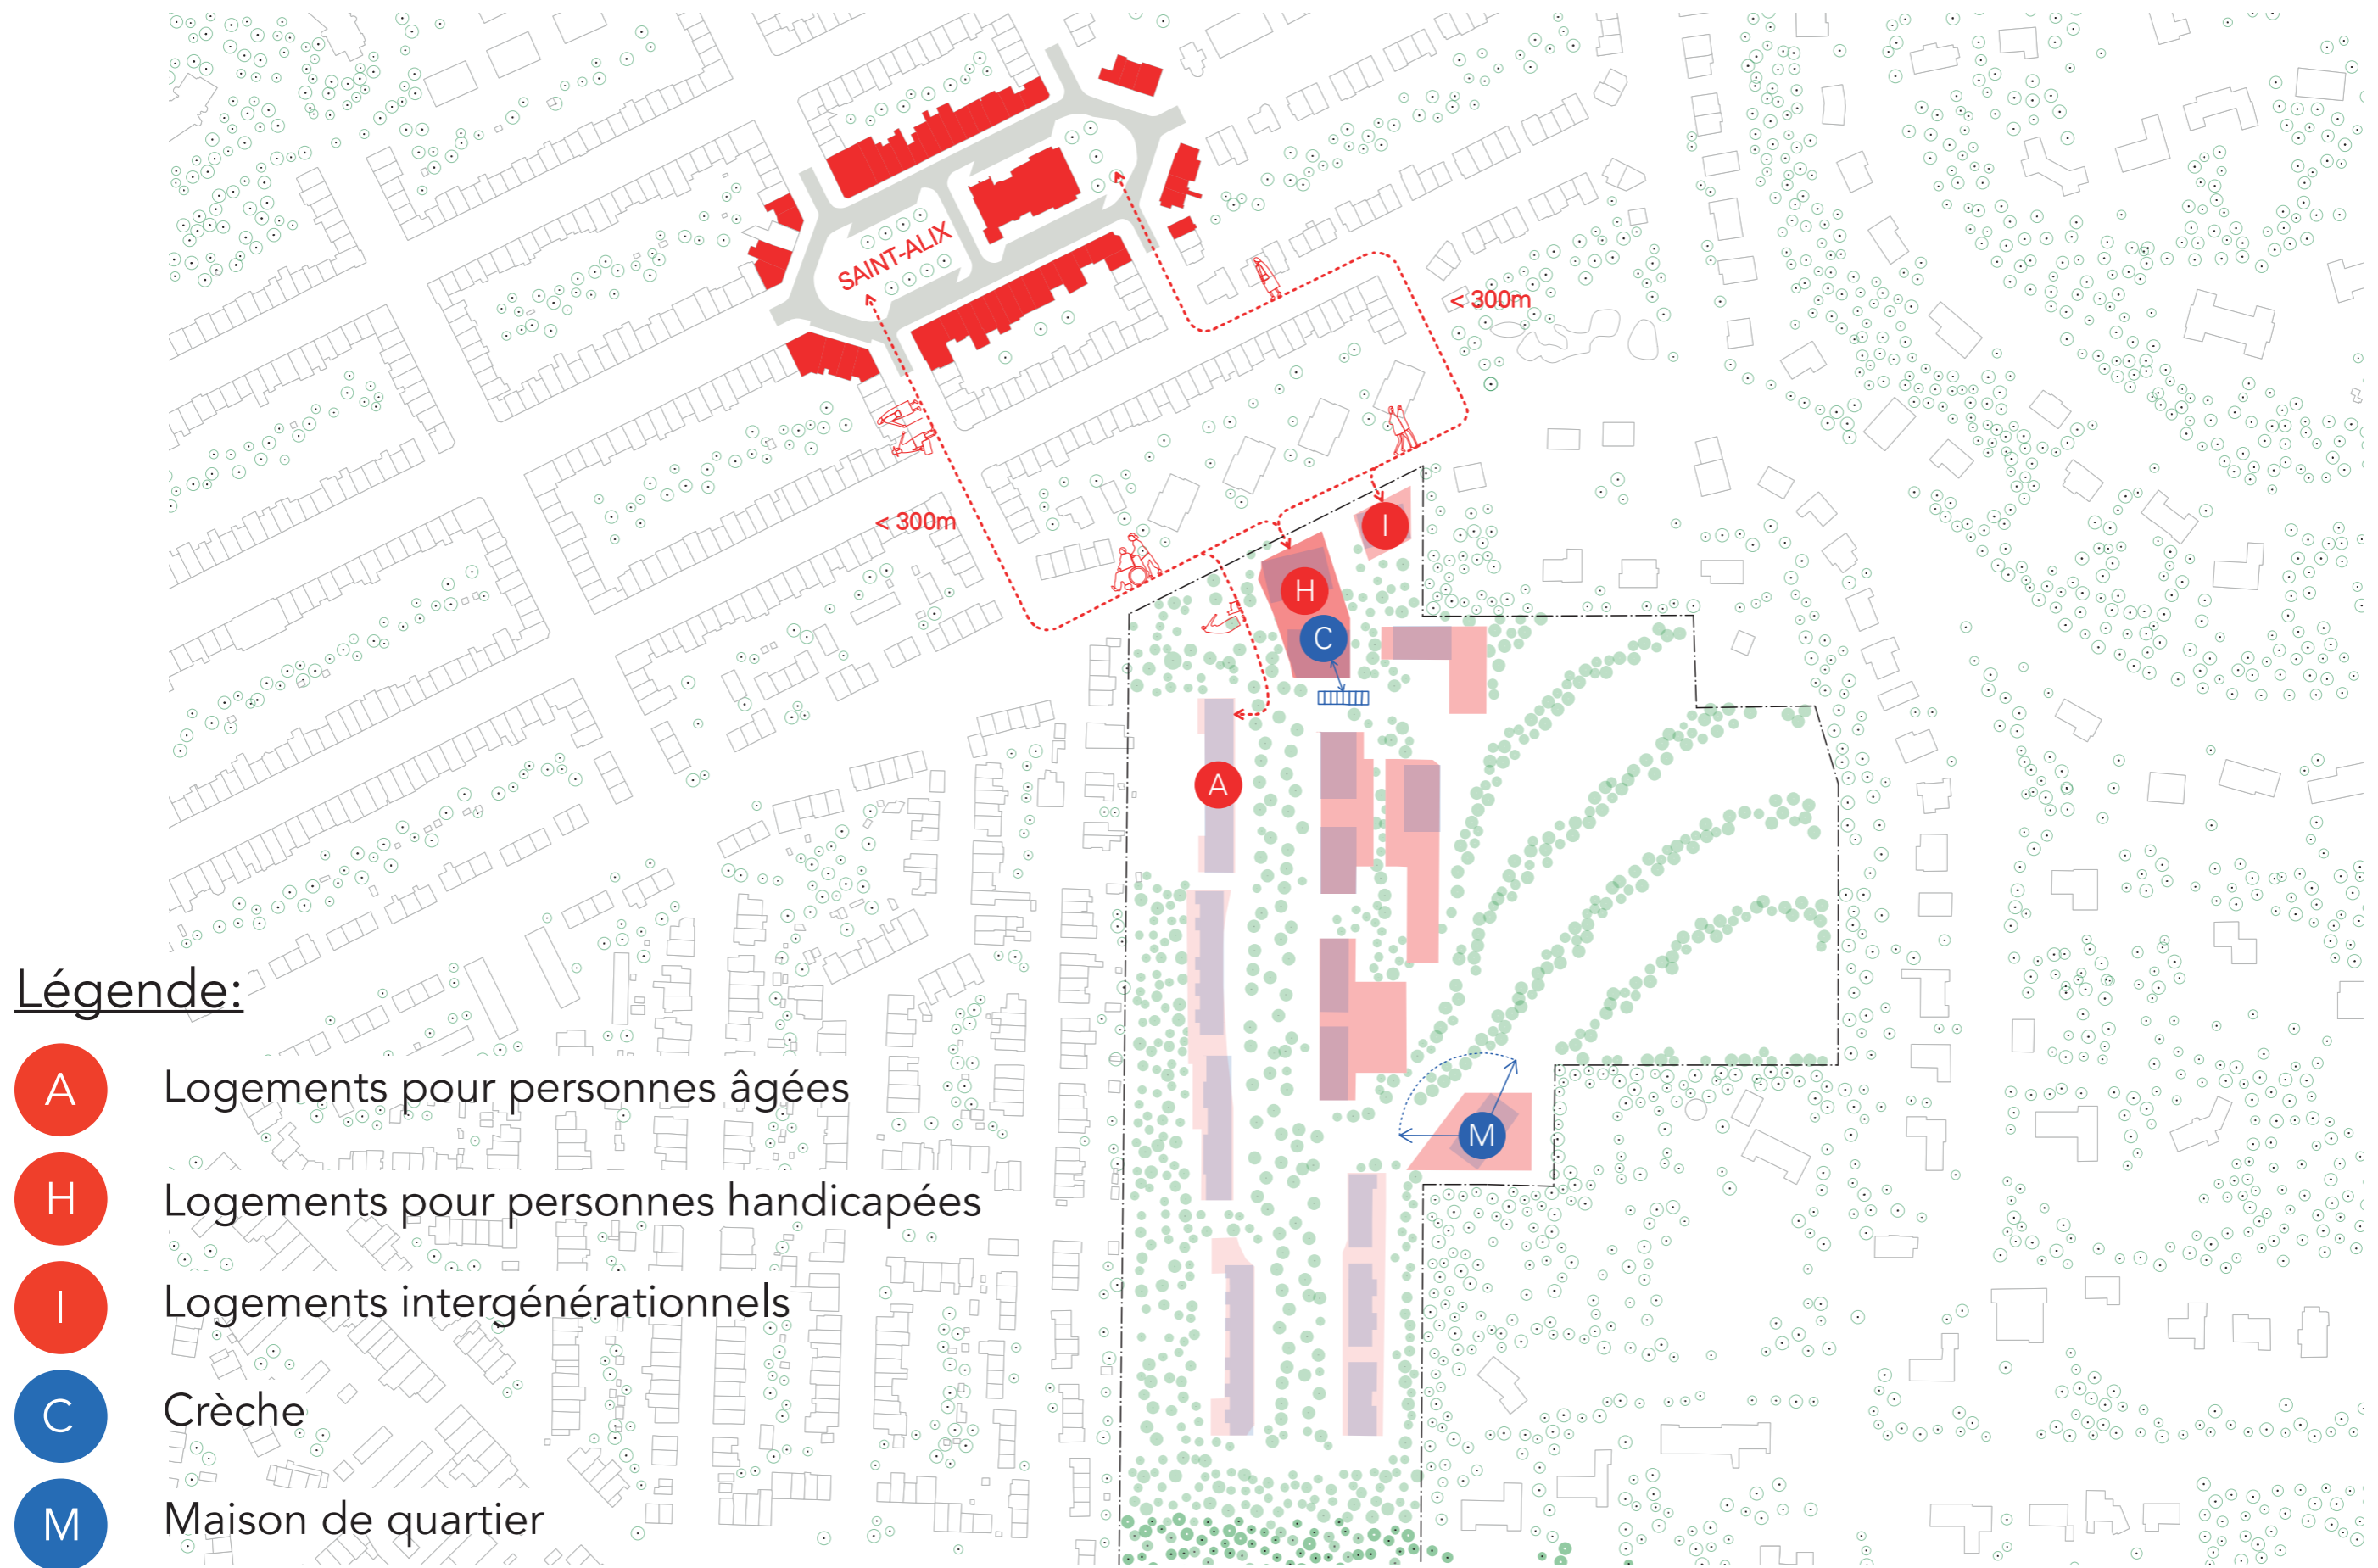 SAINT-ALIX
< 300m
< 300m
I
H
C
A
M
Légende:
A Logements pour personnes âgées
H Logements pour personnes handicapées
I Logements intergénérationnels
C Crèche
M Maison de quartier